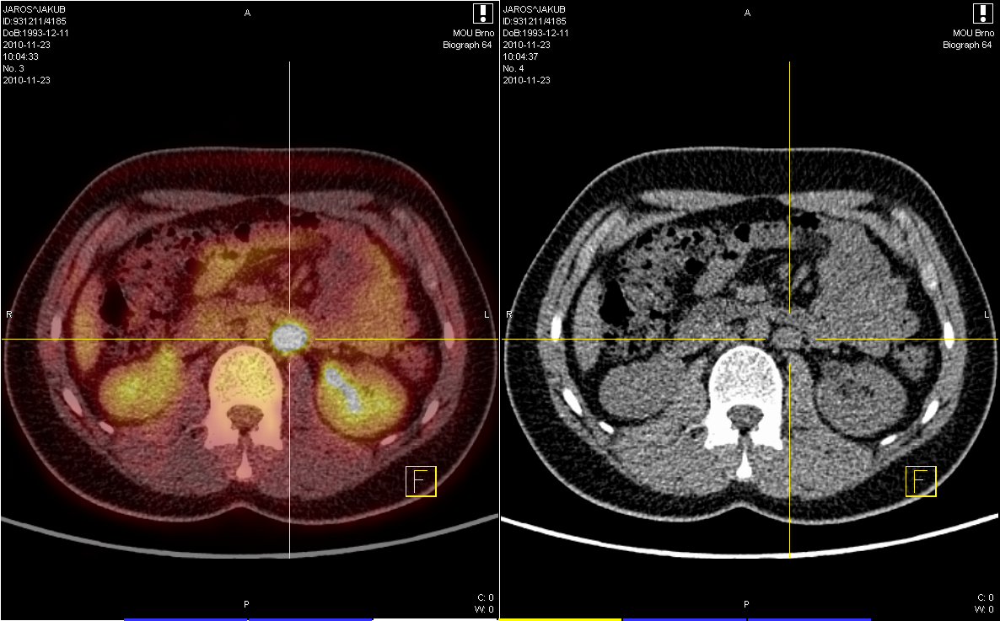 JAROS^JAKUB
ID:931211/4185
DoB:1993-12-11
2010-11-23
10:04:33
No. 3
2010-11-23
A
!
MOU Brno
Biograph 64
R
L
F
P
C: 0
W: 0
JAROS^JAKUB
ID:931211/4185
DoB:1993-12-11
2010-11-23
10:04:37
No. 4
2010-11-23
A
!
MOU Brno
Biograph 64
R
L
F
P
C: 0
W: 0